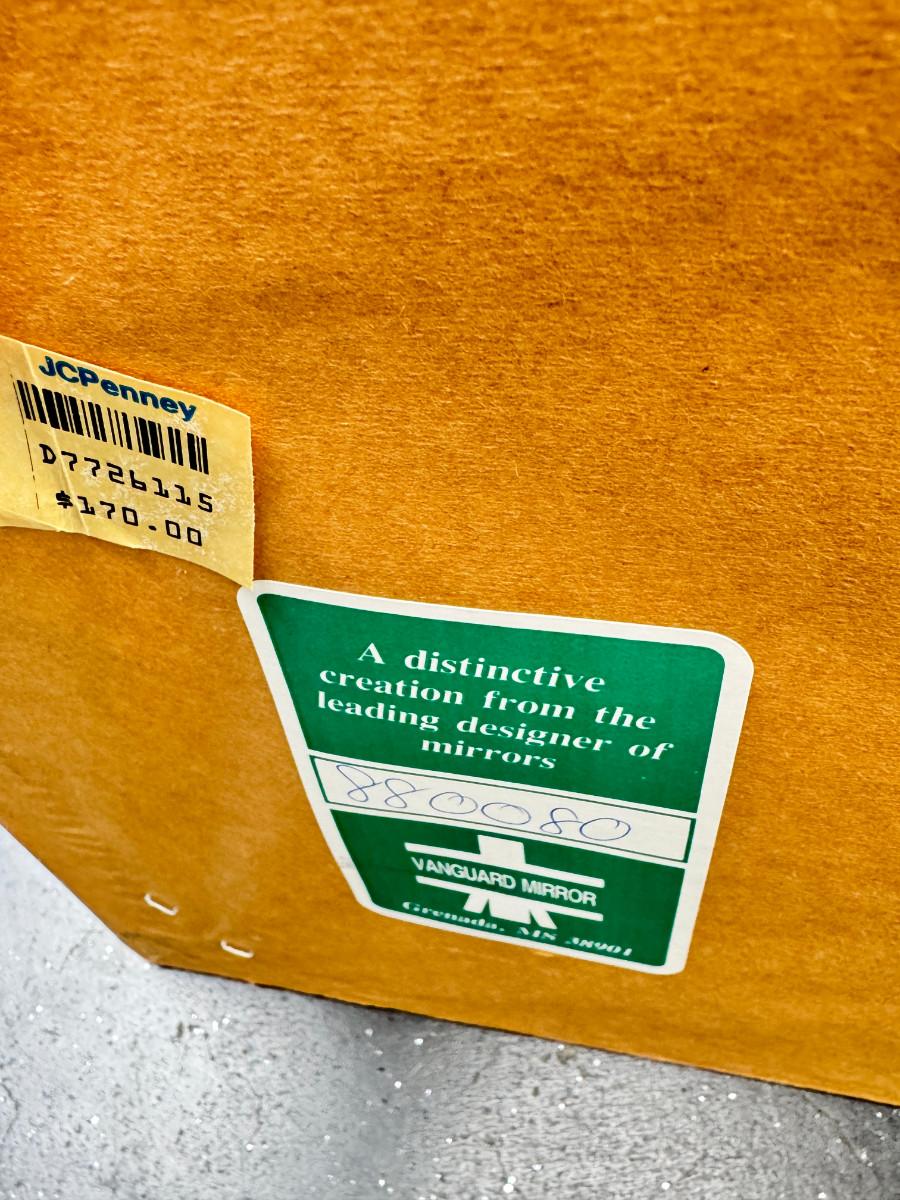 JCPenney
D7726115
$170.00
A distinctive
creation from the
leading designer of
mirrors
880080
VANGUARD MIRROR
Grenada, MS 38901